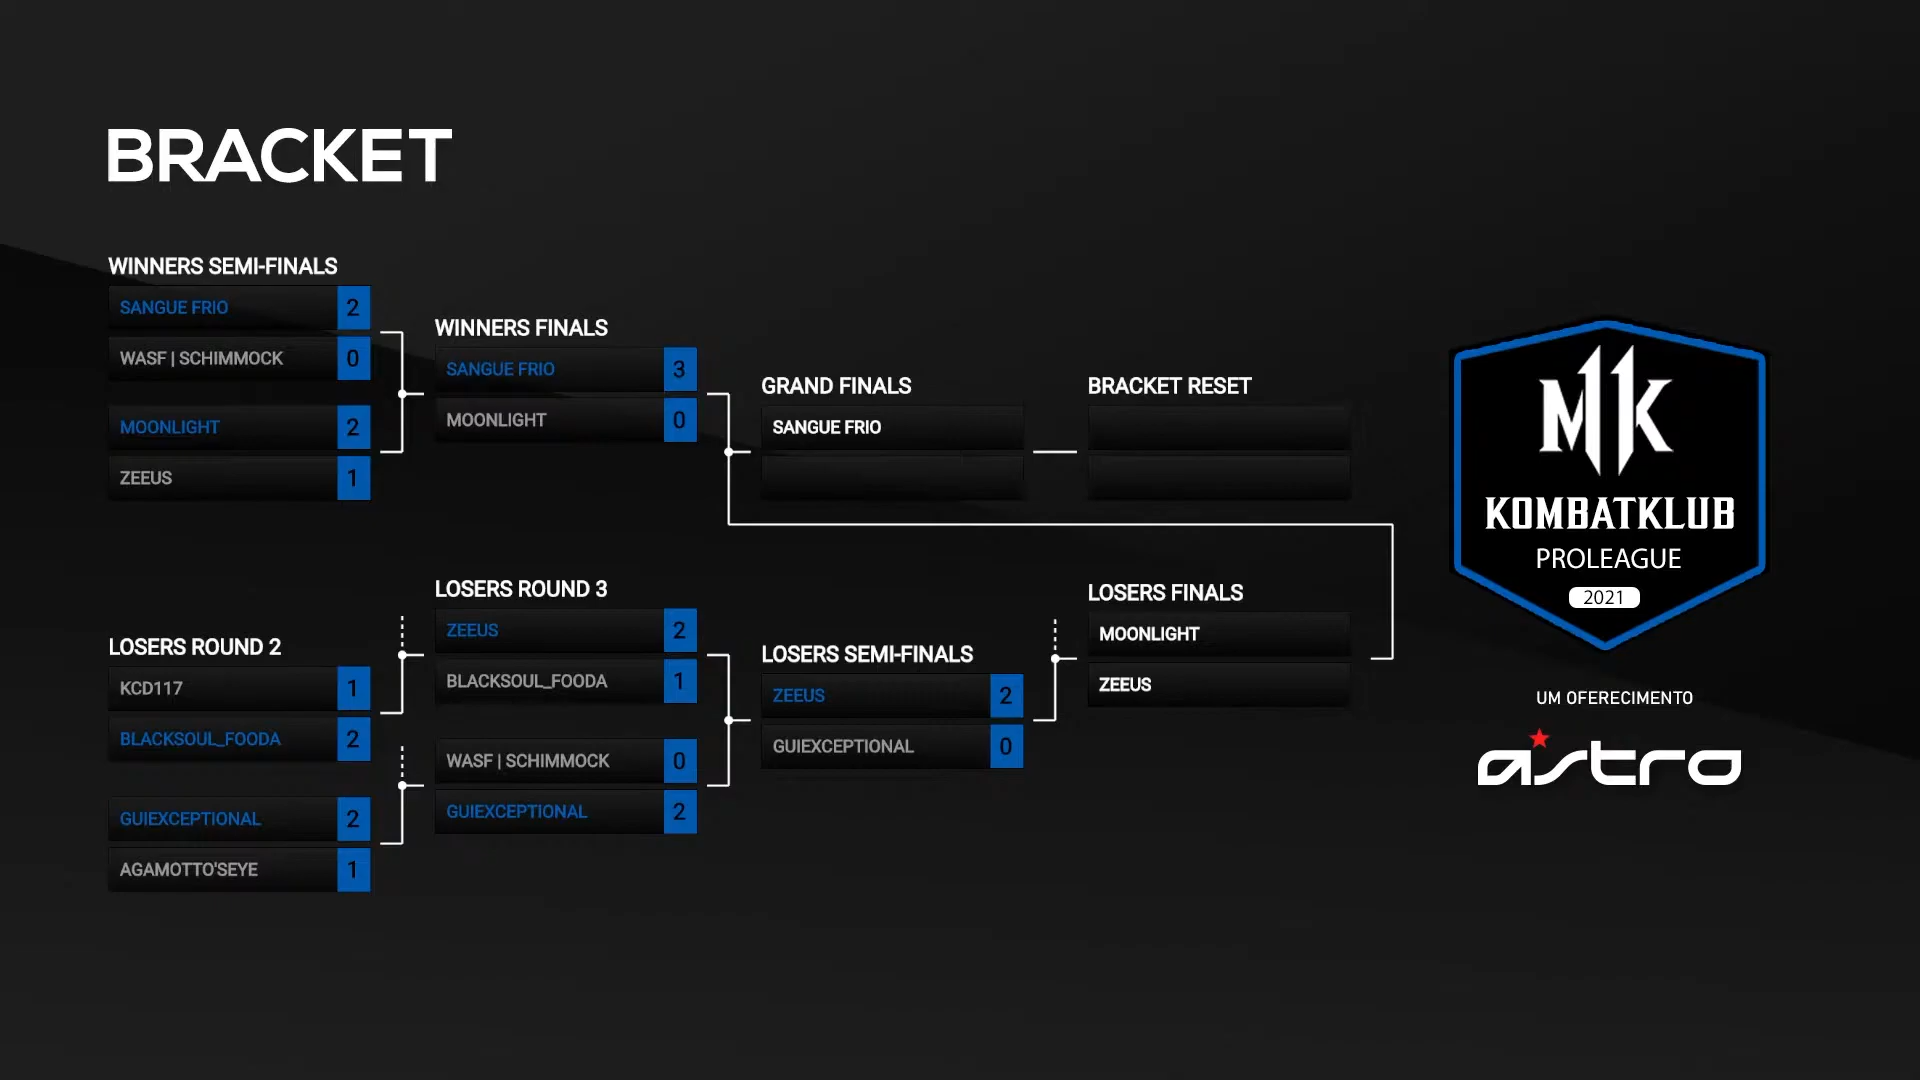 BRACKET
WINNERS SEMI-FINALS
SANGUE FRIO 2
WASF | SCHIMMOCK 0
MOONLIGHT 2
ZEEUS 1
WINNERS FINALS
SANGUE FRIO 3
MOONLIGHT 0
GRAND FINALS
SANGUE FRIO
BRACKET RESET
LOSERS ROUND 2
KCD117 1
BLACKSOUL_FOODA 2
GUIEXCEPTIONAL 2
AGAMOTTO'SEYE 1
LOSERS ROUND 3
ZEEUS 2
BLACKSOUL_FOODA 1
WASF | SCHIMMOCK 0
GUIEXCEPTIONAL 2
LOSERS SEMI-FINALS
ZEEUS 2
GUIEXCEPTIONAL 0
LOSERS FINALS
MOONLIGHT
ZEEUS
MK
KOMBATKLUB
PROLEAGUE
2021
UM OFERECIMENTO
astro